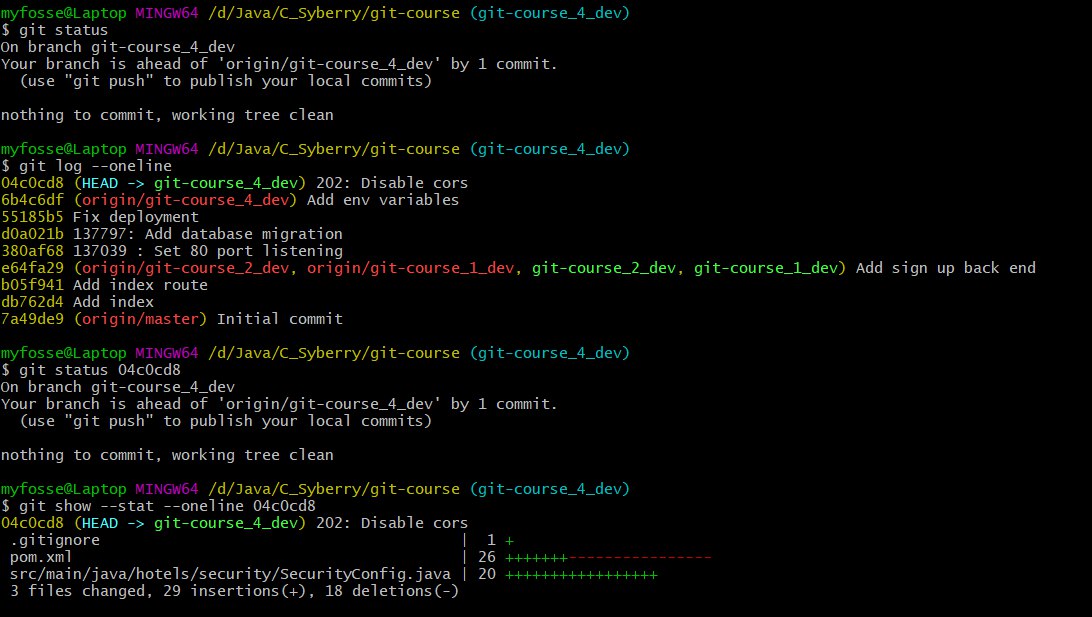 myfosse@Laptop MINGW64 /d/Java/C_Syberry/git-course (git-course_4_dev)
$ git status
On branch git-course_4_dev
Your branch is ahead of 'origin/git-course_4_dev' by 1 commit.
  (use "git push" to publish your local commits)

nothing to commit, working tree clean

myfosse@Laptop MINGW64 /d/Java/C_Syberry/git-course (git-course_4_dev)
$ git log --oneline
04c0cd8 (HEAD -> git-course_4_dev) 202: Disable cors
6b4c6df (origin/git-course_4_dev) Add env variables
55185b5 Fix deployment
d0a021b 137797: Add database migration
380af68 137039 : Set 80 port listening
e64fa29 (origin/git-course_2_dev, origin/git-course_1_dev, git-course_2_dev, git-course_1_dev) Add sign up back end
b05f941 Add index route
db762d4 Add index
7a49de9 (origin/master) Initial commit

myfosse@Laptop MINGW64 /d/Java/C_Syberry/git-course (git-course_4_dev)
$ git status 04c0cd8
On branch git-course_4_dev
Your branch is ahead of 'origin/git-course_4_dev' by 1 commit.
  (use "git push" to publish your local commits)

nothing to commit, working tree clean

myfosse@Laptop MINGW64 /d/Java/C_Syberry/git-course (git-course_4_dev)
$ git show --stat --oneline 04c0cd8
04c0cd8 (HEAD -> git-course_4_dev) 202: Disable cors
 .gitignore                                       |  1 +
 pom.xml                                          | 26 +++++++----------------
 src/main/java/hotels/security/SecurityConfig.java | 20 +++++++++++++++++
 3 files changed, 29 insertions(+), 18 deletions(-)